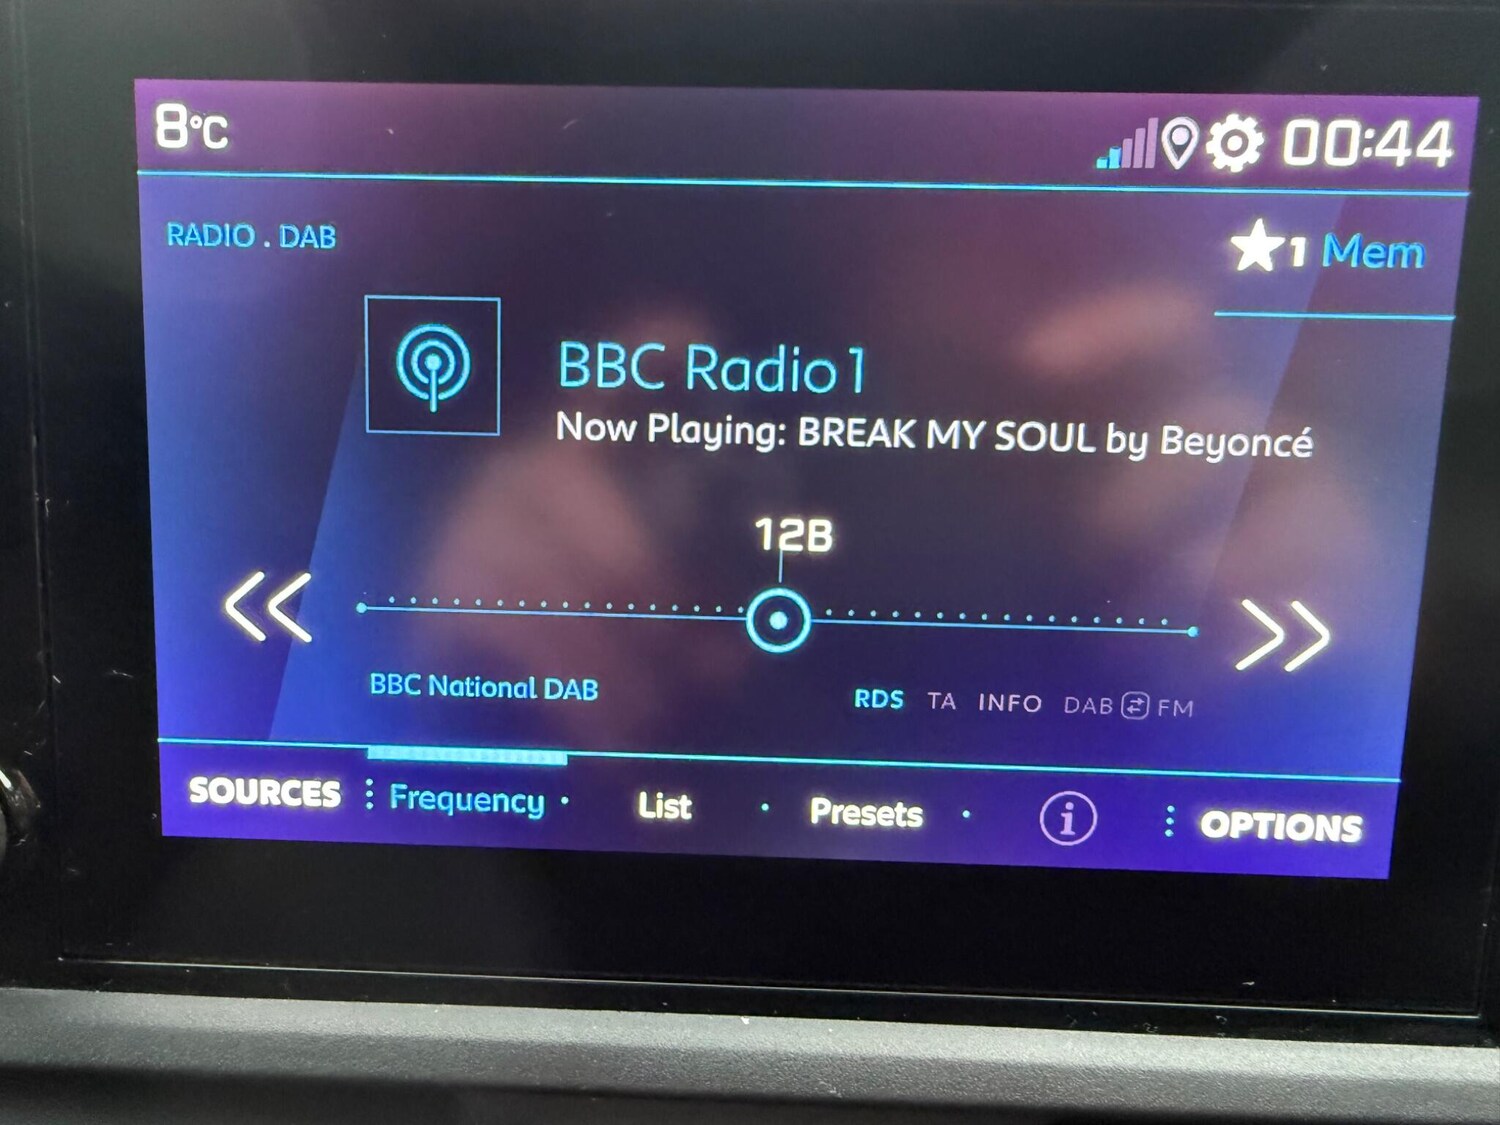 8°C 00:44
RADIO . DAB
1 Mem
BBC Radio 1
Now Playing: BREAK MY SOUL by Beyoncé
12B
BBC National DAB
RDS TA INFO DAB FM
SOURCES Frequency List Presets i OPTIONS